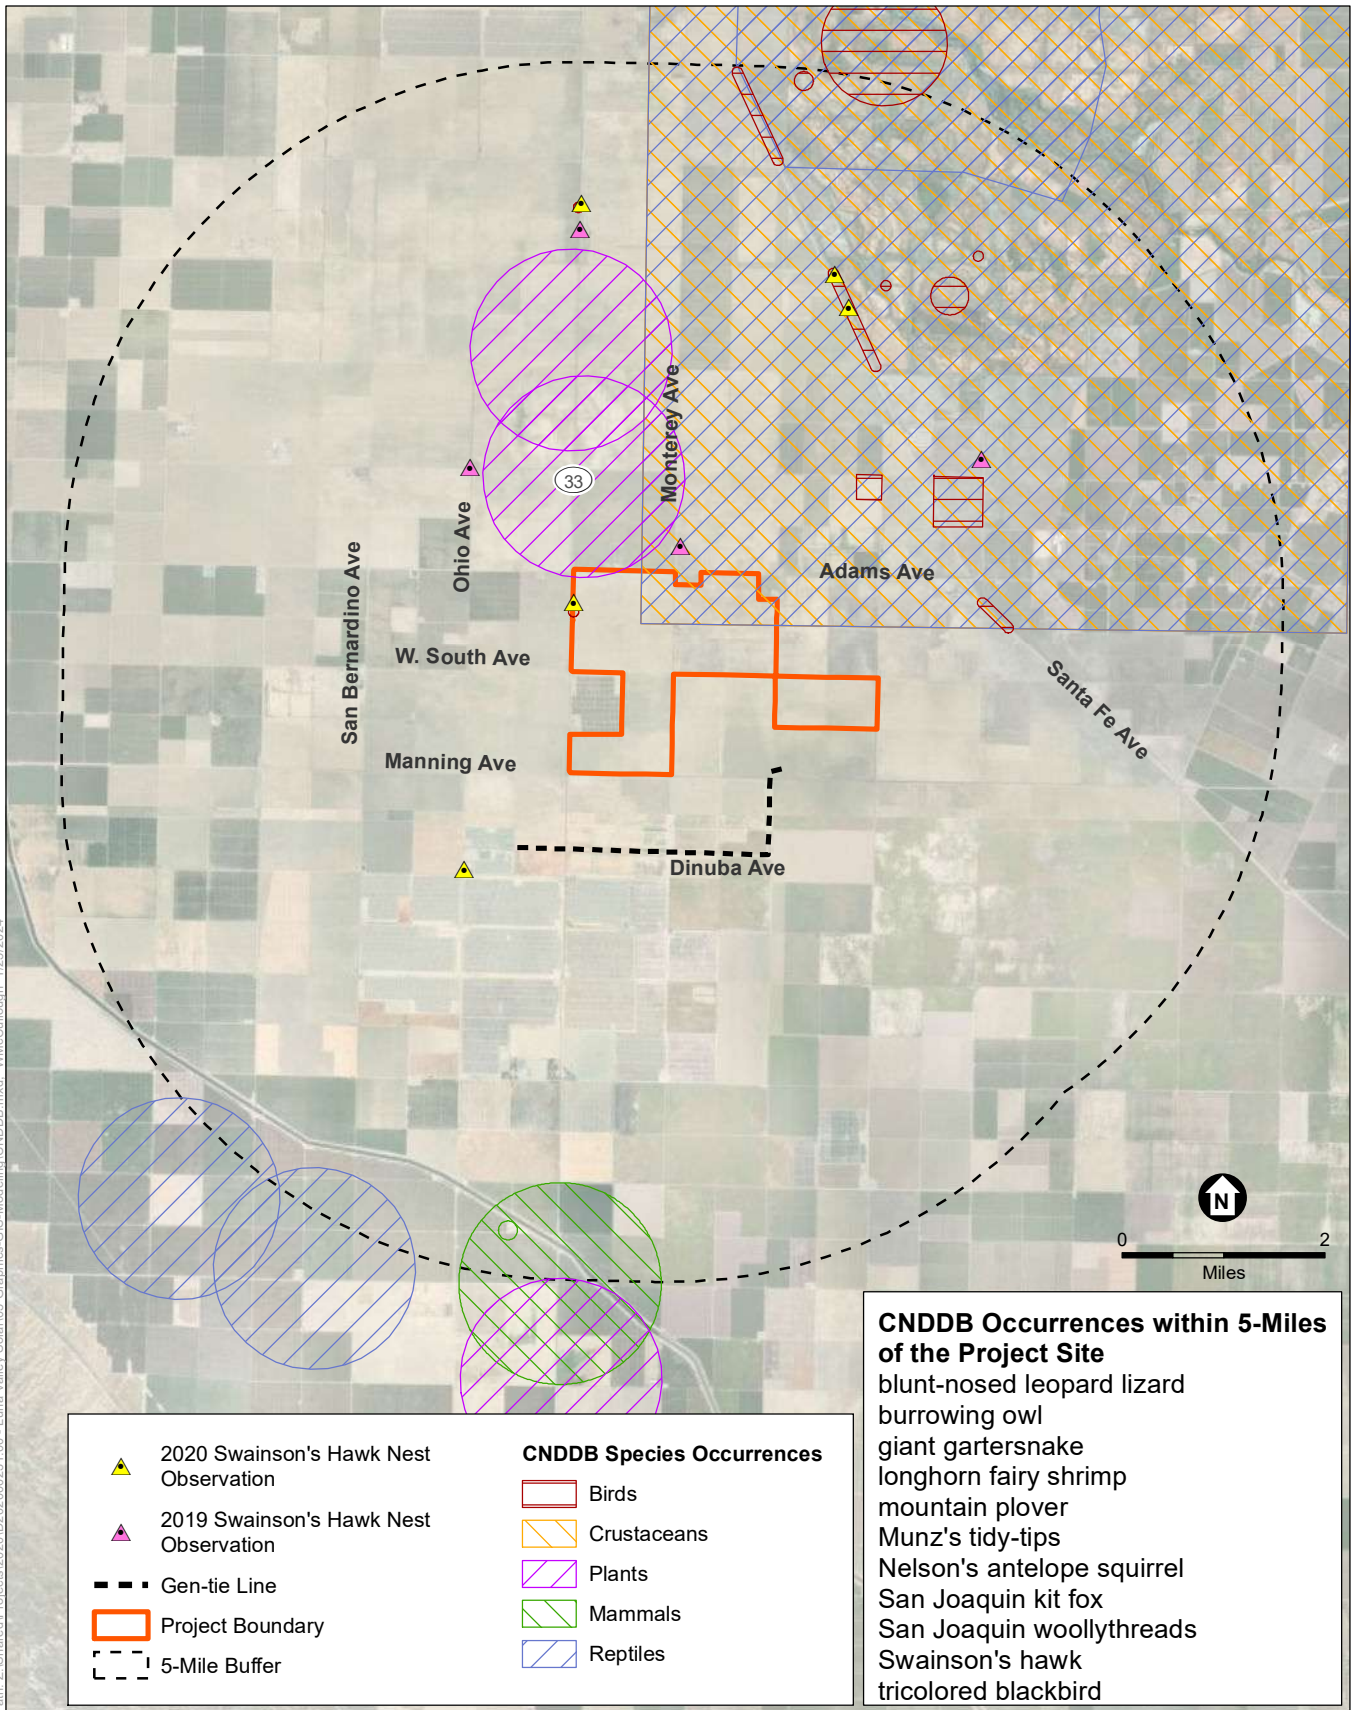 Monterey Ave
33
Ohio Ave
San Bernardino Ave
Adams Ave
W. South Ave
Santa Fe Ave
Manning Ave
Dinuba Ave
N
0 2
Miles
CNDDB Occurrences within 5-Miles
of the Project Site
blunt-nosed leopard lizard
burrowing owl
giant gartersnake
longhorn fairy shrimp
mountain plover
Munz's tidy-tips
Nelson's antelope squirrel
San Joaquin kit fox
San Joaquin woollythreads
Swainson's hawk
tricolored blackbird
2020 Swainson's Hawk Nest
Observation
2019 Swainson's Hawk Nest
Observation
Gen-tie Line
Project Boundary
5-Mile Buffer
CNDDB Species Occurrences
Birds
Crustaceans
Plants
Mammals
Reptiles